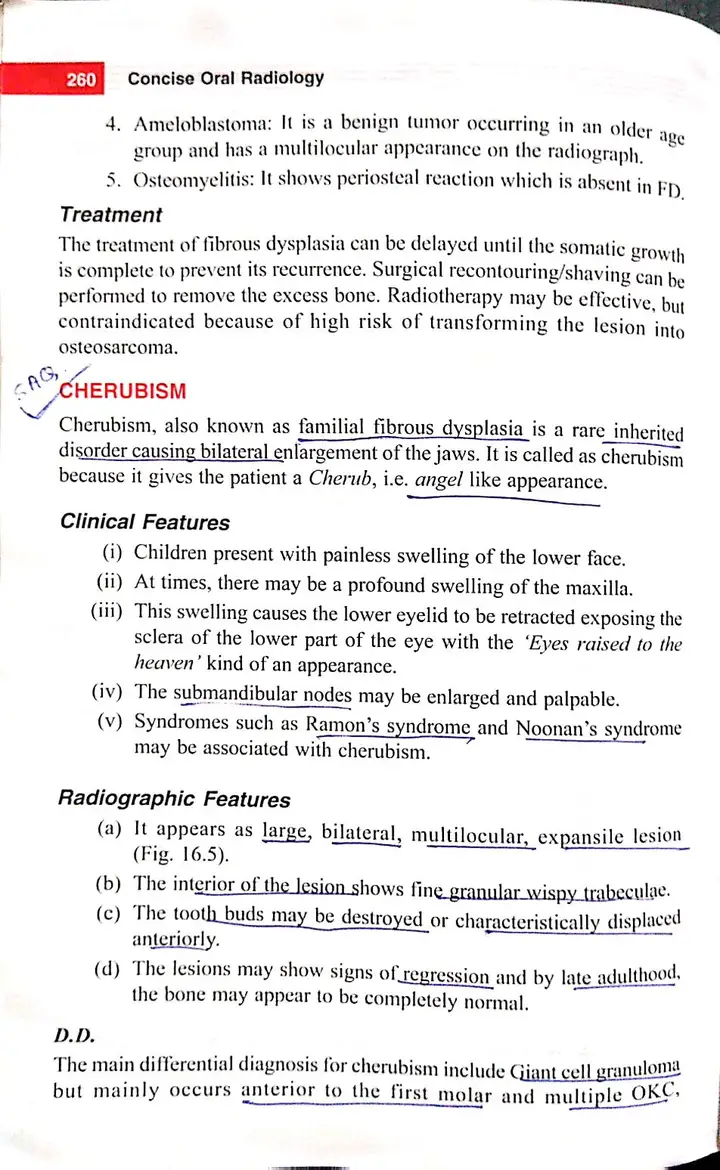 260 Concise Oral Radiology
4. Ameloblastoma: It is a benign tumor occurring in an older age
group and has a multilocular appearance on the radiograph.
5. Osteomyelitis: It shows periosteal reaction which is absent in FD.
Treatment
The treatment of fibrous dysplasia can be delayed until the somatic growth
is complete to prevent its recurrence. Surgical recontouring/shaving can be
performed to remove the excess bone. Radiotherapy may be effective, but
contraindicated because of high risk of transforming the lesion into
osteosarcoma.
SAQ.
CHERUBISM
Cherubism, also known as familial fibrous dysplasia is a rare inherited
disorder causing bilateral enlargement of the jaws. It is called as cherubism
because it gives the patient a Cherub, i.e. angel like appearance.
Clinical Features
(i) Children present with painless swelling of the lower face.
(ii) At times, there may be a profound swelling of the maxilla.
(iii) This swelling causes the lower eyelid to be retracted exposing the
sclera of the lower part of the eye with the ‘Eyes raised to the
heaven’ kind of an appearance.
(iv) The submandibular nodes may be enlarged and palpable.
(v) Syndromes such as Ramon’s syndrome and Noonan’s syndrome
may be associated with cherubism.
Radiographic Features
(a) It appears as large, bilateral, multilocular, expansile lesion
(Fig. 16.5).
(b) The interior of the lesion shows fine granular wispy trabeculae.
(c) The tooth buds may be destroyed or characteristically displaced
anteriorly.
(d) The lesions may show signs of regression and by late adulthood,
the bone may appear to be completely normal.
D.D.
The main differential diagnosis for cherubism include Giant cell granuloma
but mainly occurs anterior to the first molar and multiple OKC,